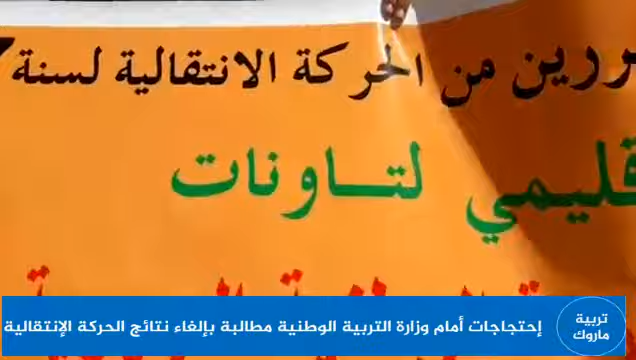 ررين من الحركة الانتقالية لسنة
قليمي لتاونات
إحتجاجات أمام وزارة التربية الوطنية مطالبة بإلغاء نتائج الحركة الإنتقالية
تربية
ماروك